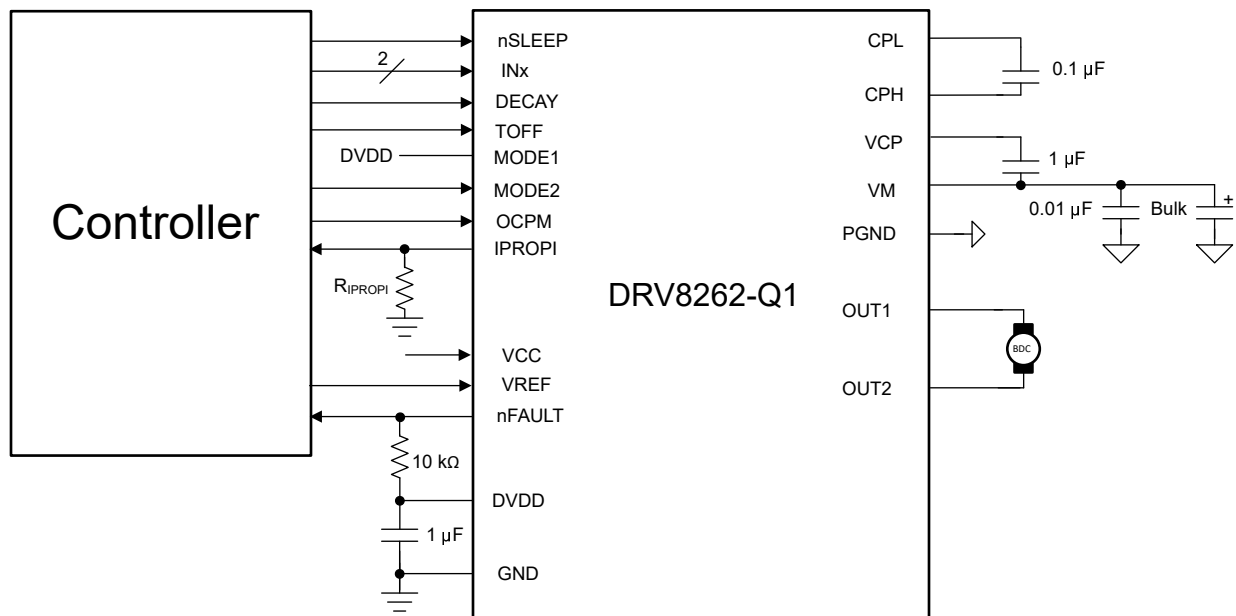 Controller
nSLEEP
2
INx
DECAY
TOFF
DVDD
MODE1
MODE2
OCPM
IPROPI
RIPROPI
VCC
VREF
nFAULT
10 kΩ
DVDD
1 µF
GND
DRV8262-Q1
CPL
0.1 µF
CPH
VCP
1 µF
VM
0.01 µF
Bulk
+
PGND
OUT1
BDC
OUT2